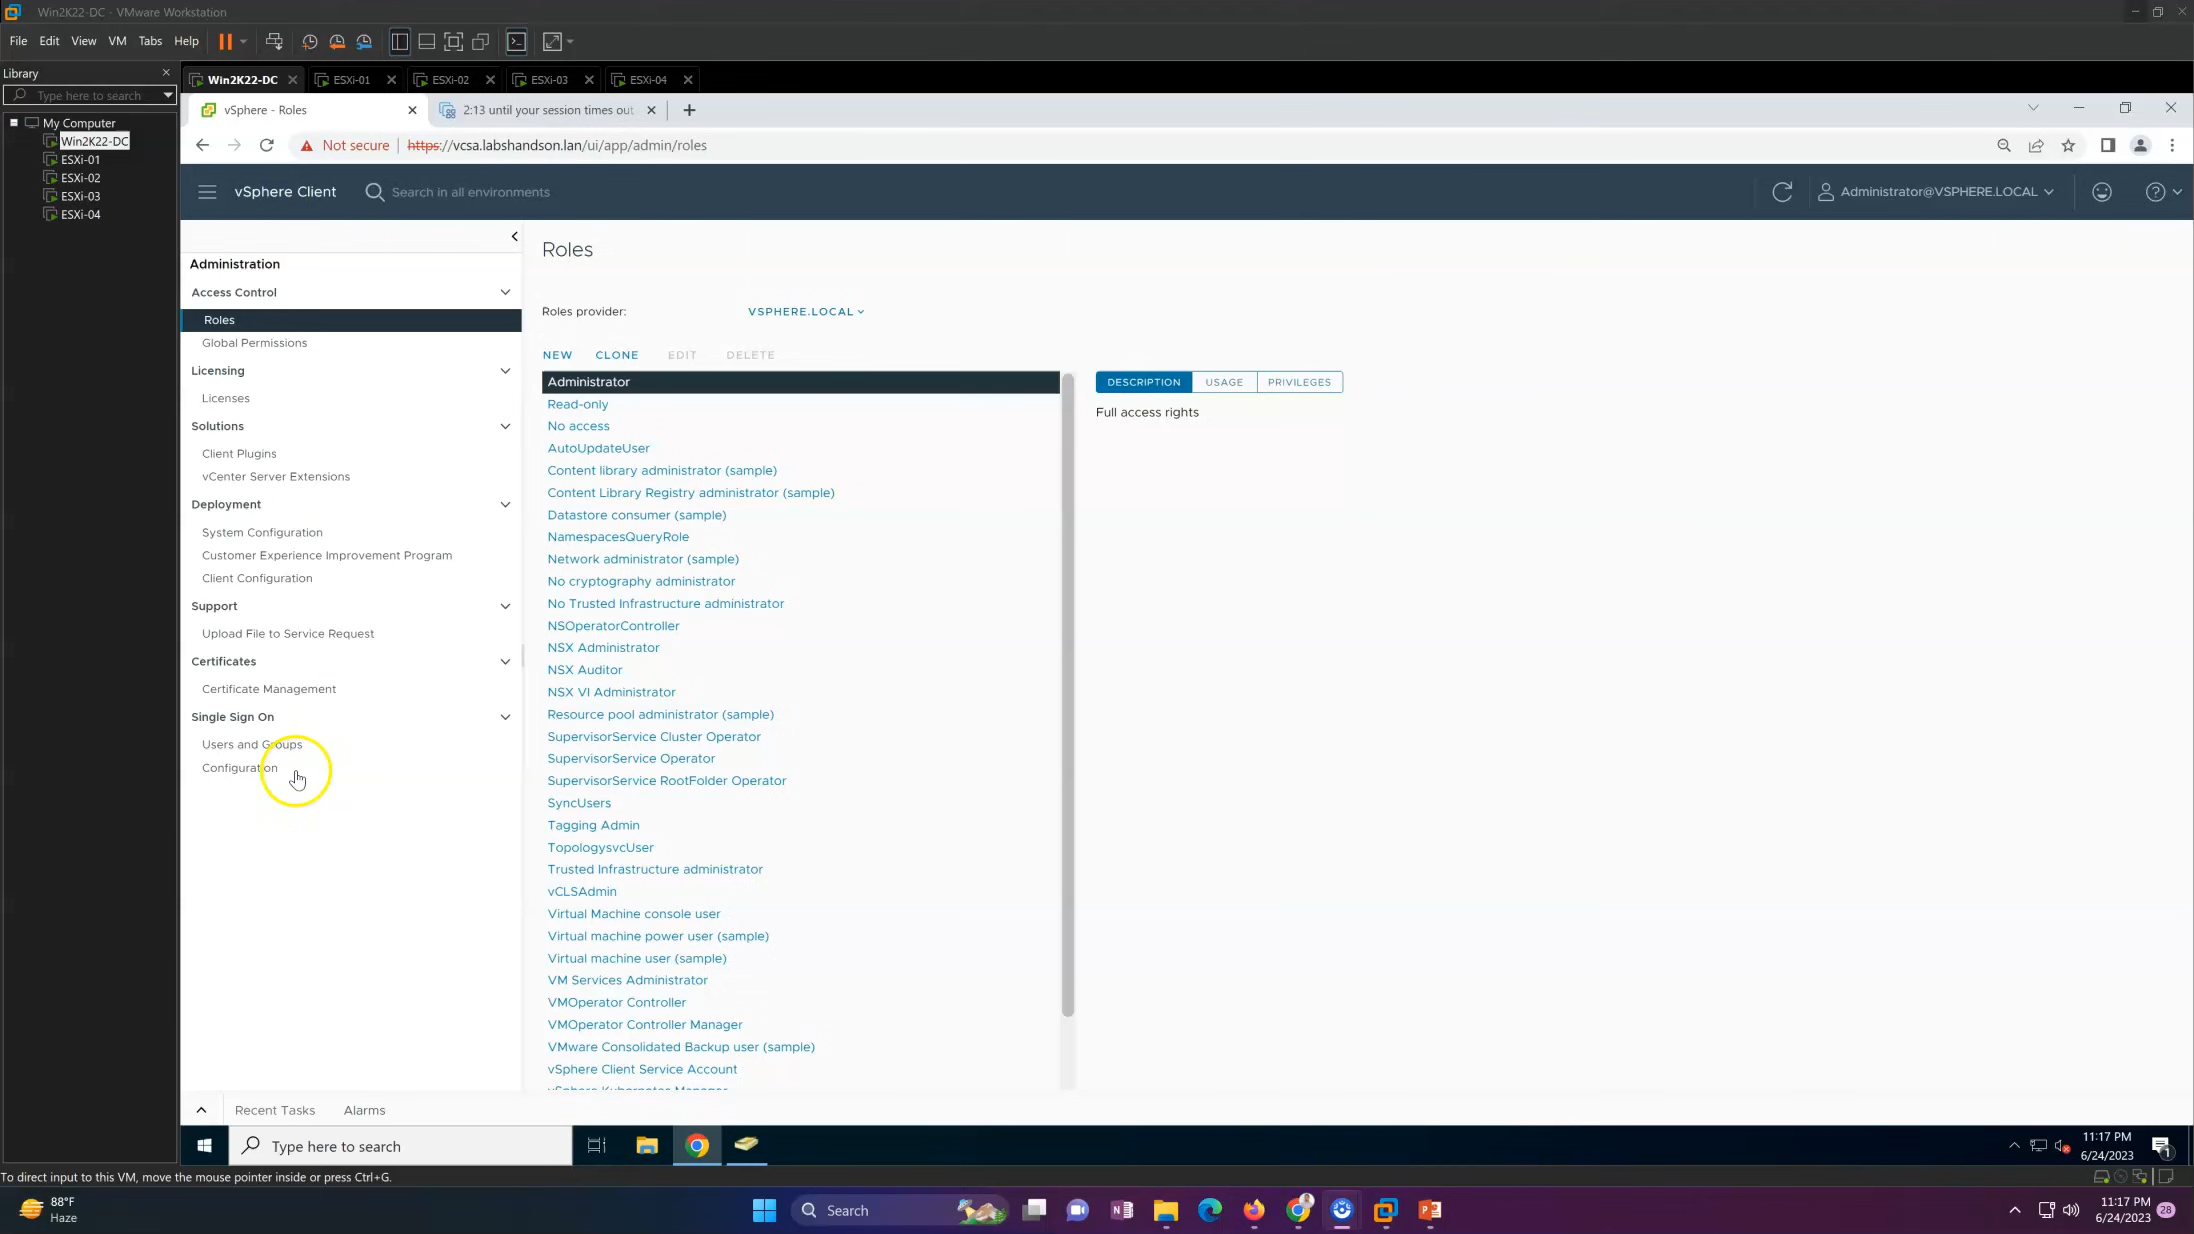 Win2K22-DC - VMware Workstation
File Edit View VM Tabs Help
Library
Type here to search
My Computer
Win2K22-DC
ESXi-01
ESXi-02
ESXi-03
ESXi-04
Win2K22-DC ESXi-01 ESXi-02 ESXi-03 ESXi-04
vSphere - Roles 2:13 until your session times out
Not secure https://vcsa.labshandson.lan/ui/app/admin/roles
vSphere Client Search in all environments Administrator@VSPHERE.LOCAL
Administration
Access Control
Roles
Global Permissions
Licensing
Licenses
Solutions
Client Plugins
vCenter Server Extensions
Deployment
System Configuration
Customer Experience Improvement Program
Client Configuration
Support
Upload File to Service Request
Certificates
Certificate Management
Single Sign On
Users and Groups
Configuration
Roles
Roles provider: VSPHERE.LOCAL
NEW CLONE EDIT DELETE
Administrator
Read-only
No access
AutoUpdateUser
Content library administrator (sample)
Content Library Registry administrator (sample)
Datastore consumer (sample)
NamespacesQueryRole
Network administrator (sample)
No cryptography administrator
No Trusted Infrastructure administrator
NSOperatorController
NSX Administrator
NSX Auditor
NSX VI Administrator
Resource pool administrator (sample)
SupervisorService Cluster Operator
SupervisorService Operator
SupervisorService RootFolder Operator
SyncUsers
Tagging Admin
TopologysvcUser
Trusted Infrastructure administrator
vCLSAdmin
Virtual Machine console user
Virtual machine power user (sample)
Virtual machine user (sample)
VM Services Administrator
VMOperator Controller
VMOperator Controller Manager
VMware Consolidated Backup user (sample)
vSphere Client Service Account
vSphere Kubernetes Manager
DESCRIPTION USAGE PRIVILEGES
Full access rights
Recent Tasks Alarms
Type here to search
11:17 PM
6/24/2023
1
To direct input to this VM, move the mouse pointer inside or press Ctrl+G.
88°F
Haze
Search
11:17 PM
6/24/2023
28